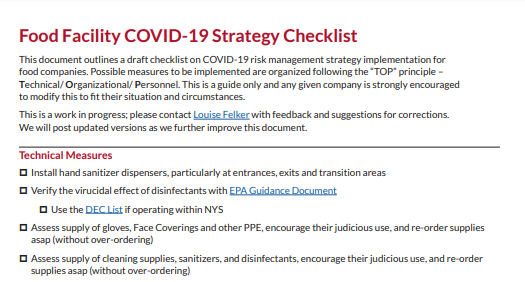 Food Facility COVID-19 Strategy Checklist
This document outlines a draft checklist on COVID-19 risk management strategy implementation for
food companies. Possible measures to be implemented are organized following the "TOP" principle –
Technical/ Organizational/ Personnel. This is a guide only and any given company is strongly encouraged
to modify this to fit their situation and circumstances.
This is a work in progress; please contact Louise Felker with feedback and suggestions for corrections.
We will post updated versions as we further improve this document.
Technical Measures
Install hand sanitizer dispensers, particularly at entrances, exits and transition areas
Verify the virucidal effect of disinfectants with EPA Guidance Document
Use the DEC List if operating within NYS
Assess supply of gloves, Face Coverings and other PPE, encourage their judicious use, and re-order supplies
asap (without over-ordering)
Assess supply of cleaning supplies, sanitizers, and disinfectants, encourage their judicious use, and re-order
supplies asap (without over-ordering)